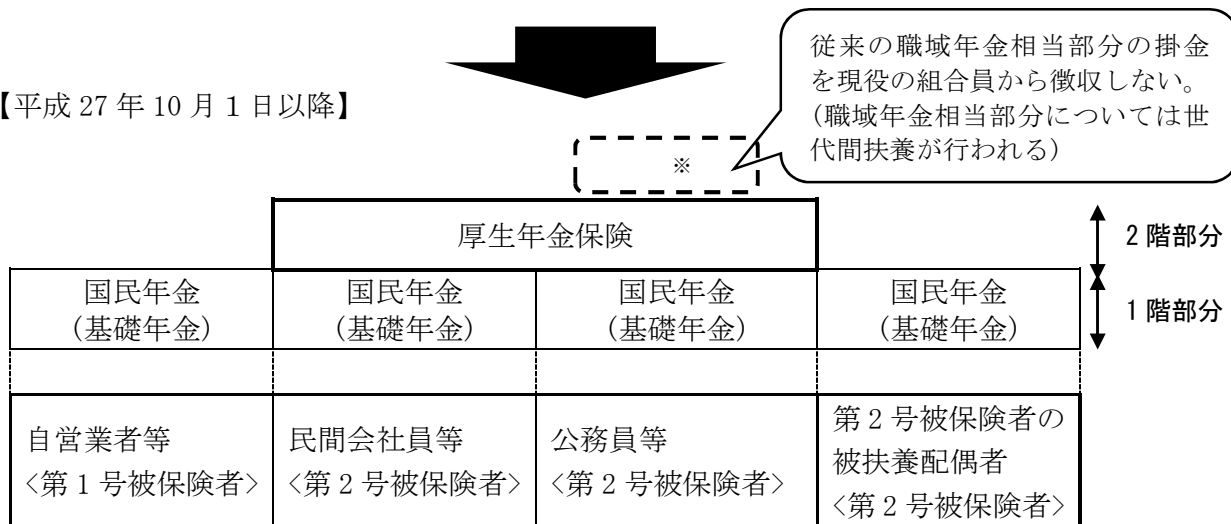 従来の職域年金相当部分の掛金
を現役の組合員から徴収しない。
(職域年金相当部分については世
代間扶養が行われる)
【平成 27 年 10 月 1 日以降】
※
厚生年金保険
2 階部分
国民年金
(基礎年金)
国民年金
(基礎年金)
国民年金
(基礎年金)
国民年金
(基礎年金)
1 階部分
自営業者等
<第 1 号被保険者>
民間会社員等
<第 2 号被保険者>
公務員等
<第 2 号被保険者>
第 2 号被保険者の
被扶養配偶者
<第 2 号被保険者>